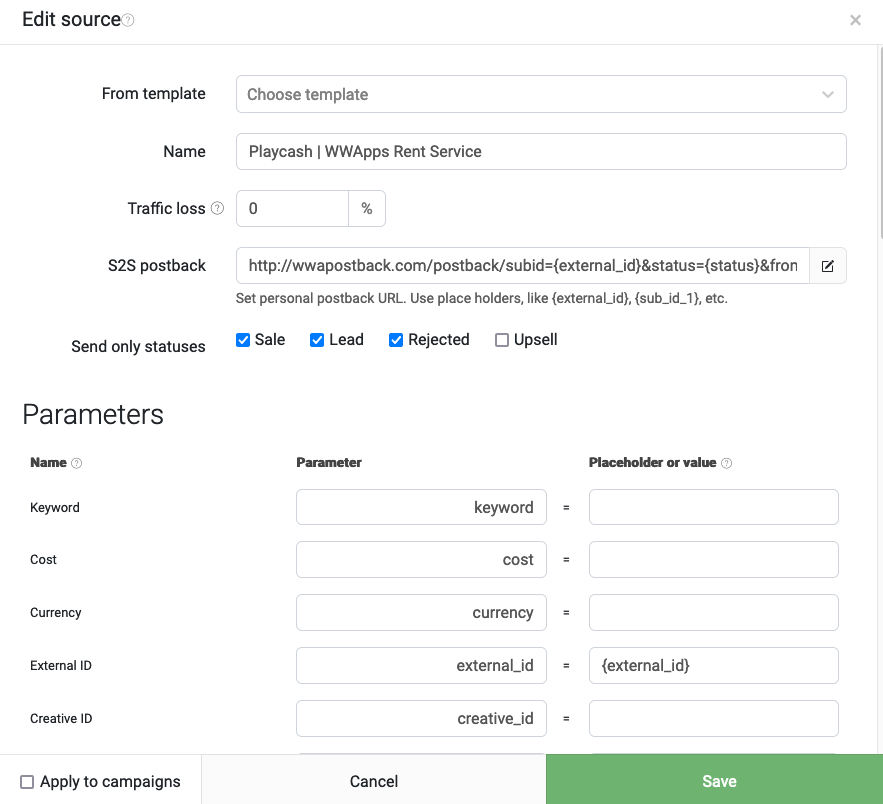 Edit source
From template
Choose template
Name
Playcash | WWApps Rent Service
Traffic loss
0
%
S2S postback
http://wwapostback.com/postback/subid={external_id}&status={status}&fron
Set personal postback URL. Use place holders, like {external_id}, {sub_id_1}, etc.
Send only statuses
Sale
Lead
Rejected
Upsell
Parameters
Name
Parameter
Placeholder or value
Keyword
keyword
=
Cost
cost
=
Currency
currency
=
External ID
external_id
=
{external_id}
Creative ID
creative_id
=
Apply to campaigns
Cancel
Save